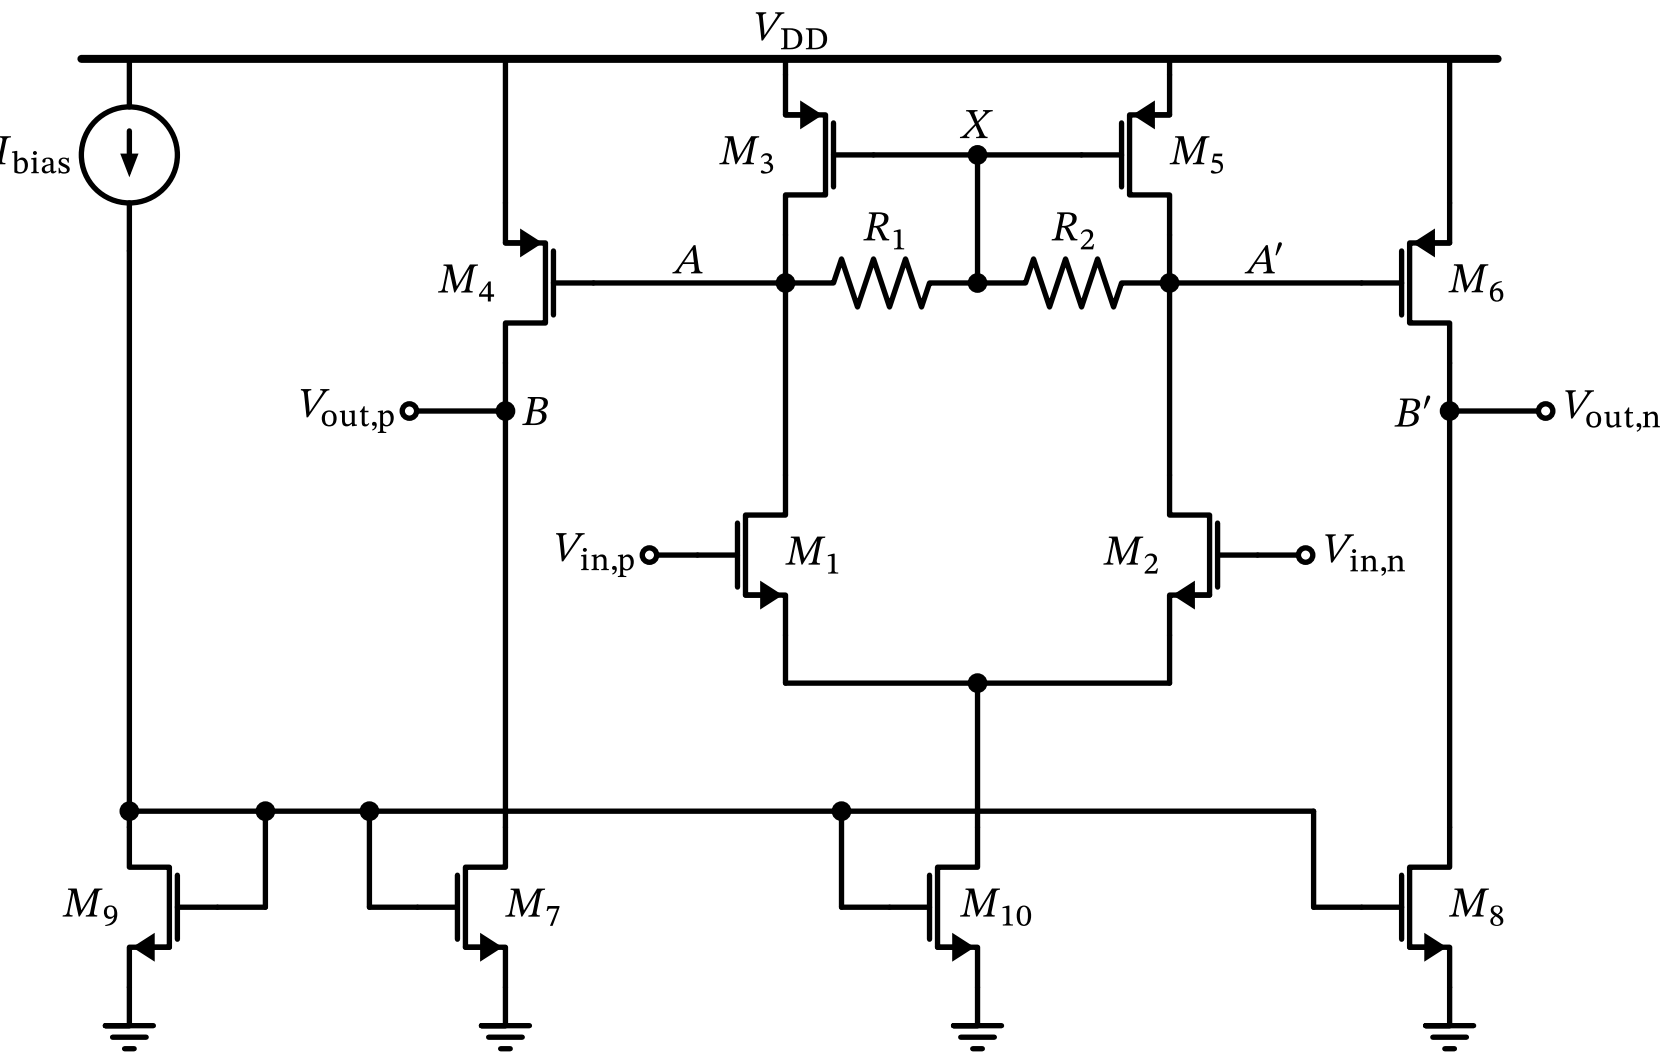 V_DD
X
I_bias
M_3
M_5
R_1
R_2
A
A′
M_4
M_6
V_out,p
B
B′
V_out,n
V_in,p
M_1
M_2
V_in,n
M_9
M_7
M_10
M_8